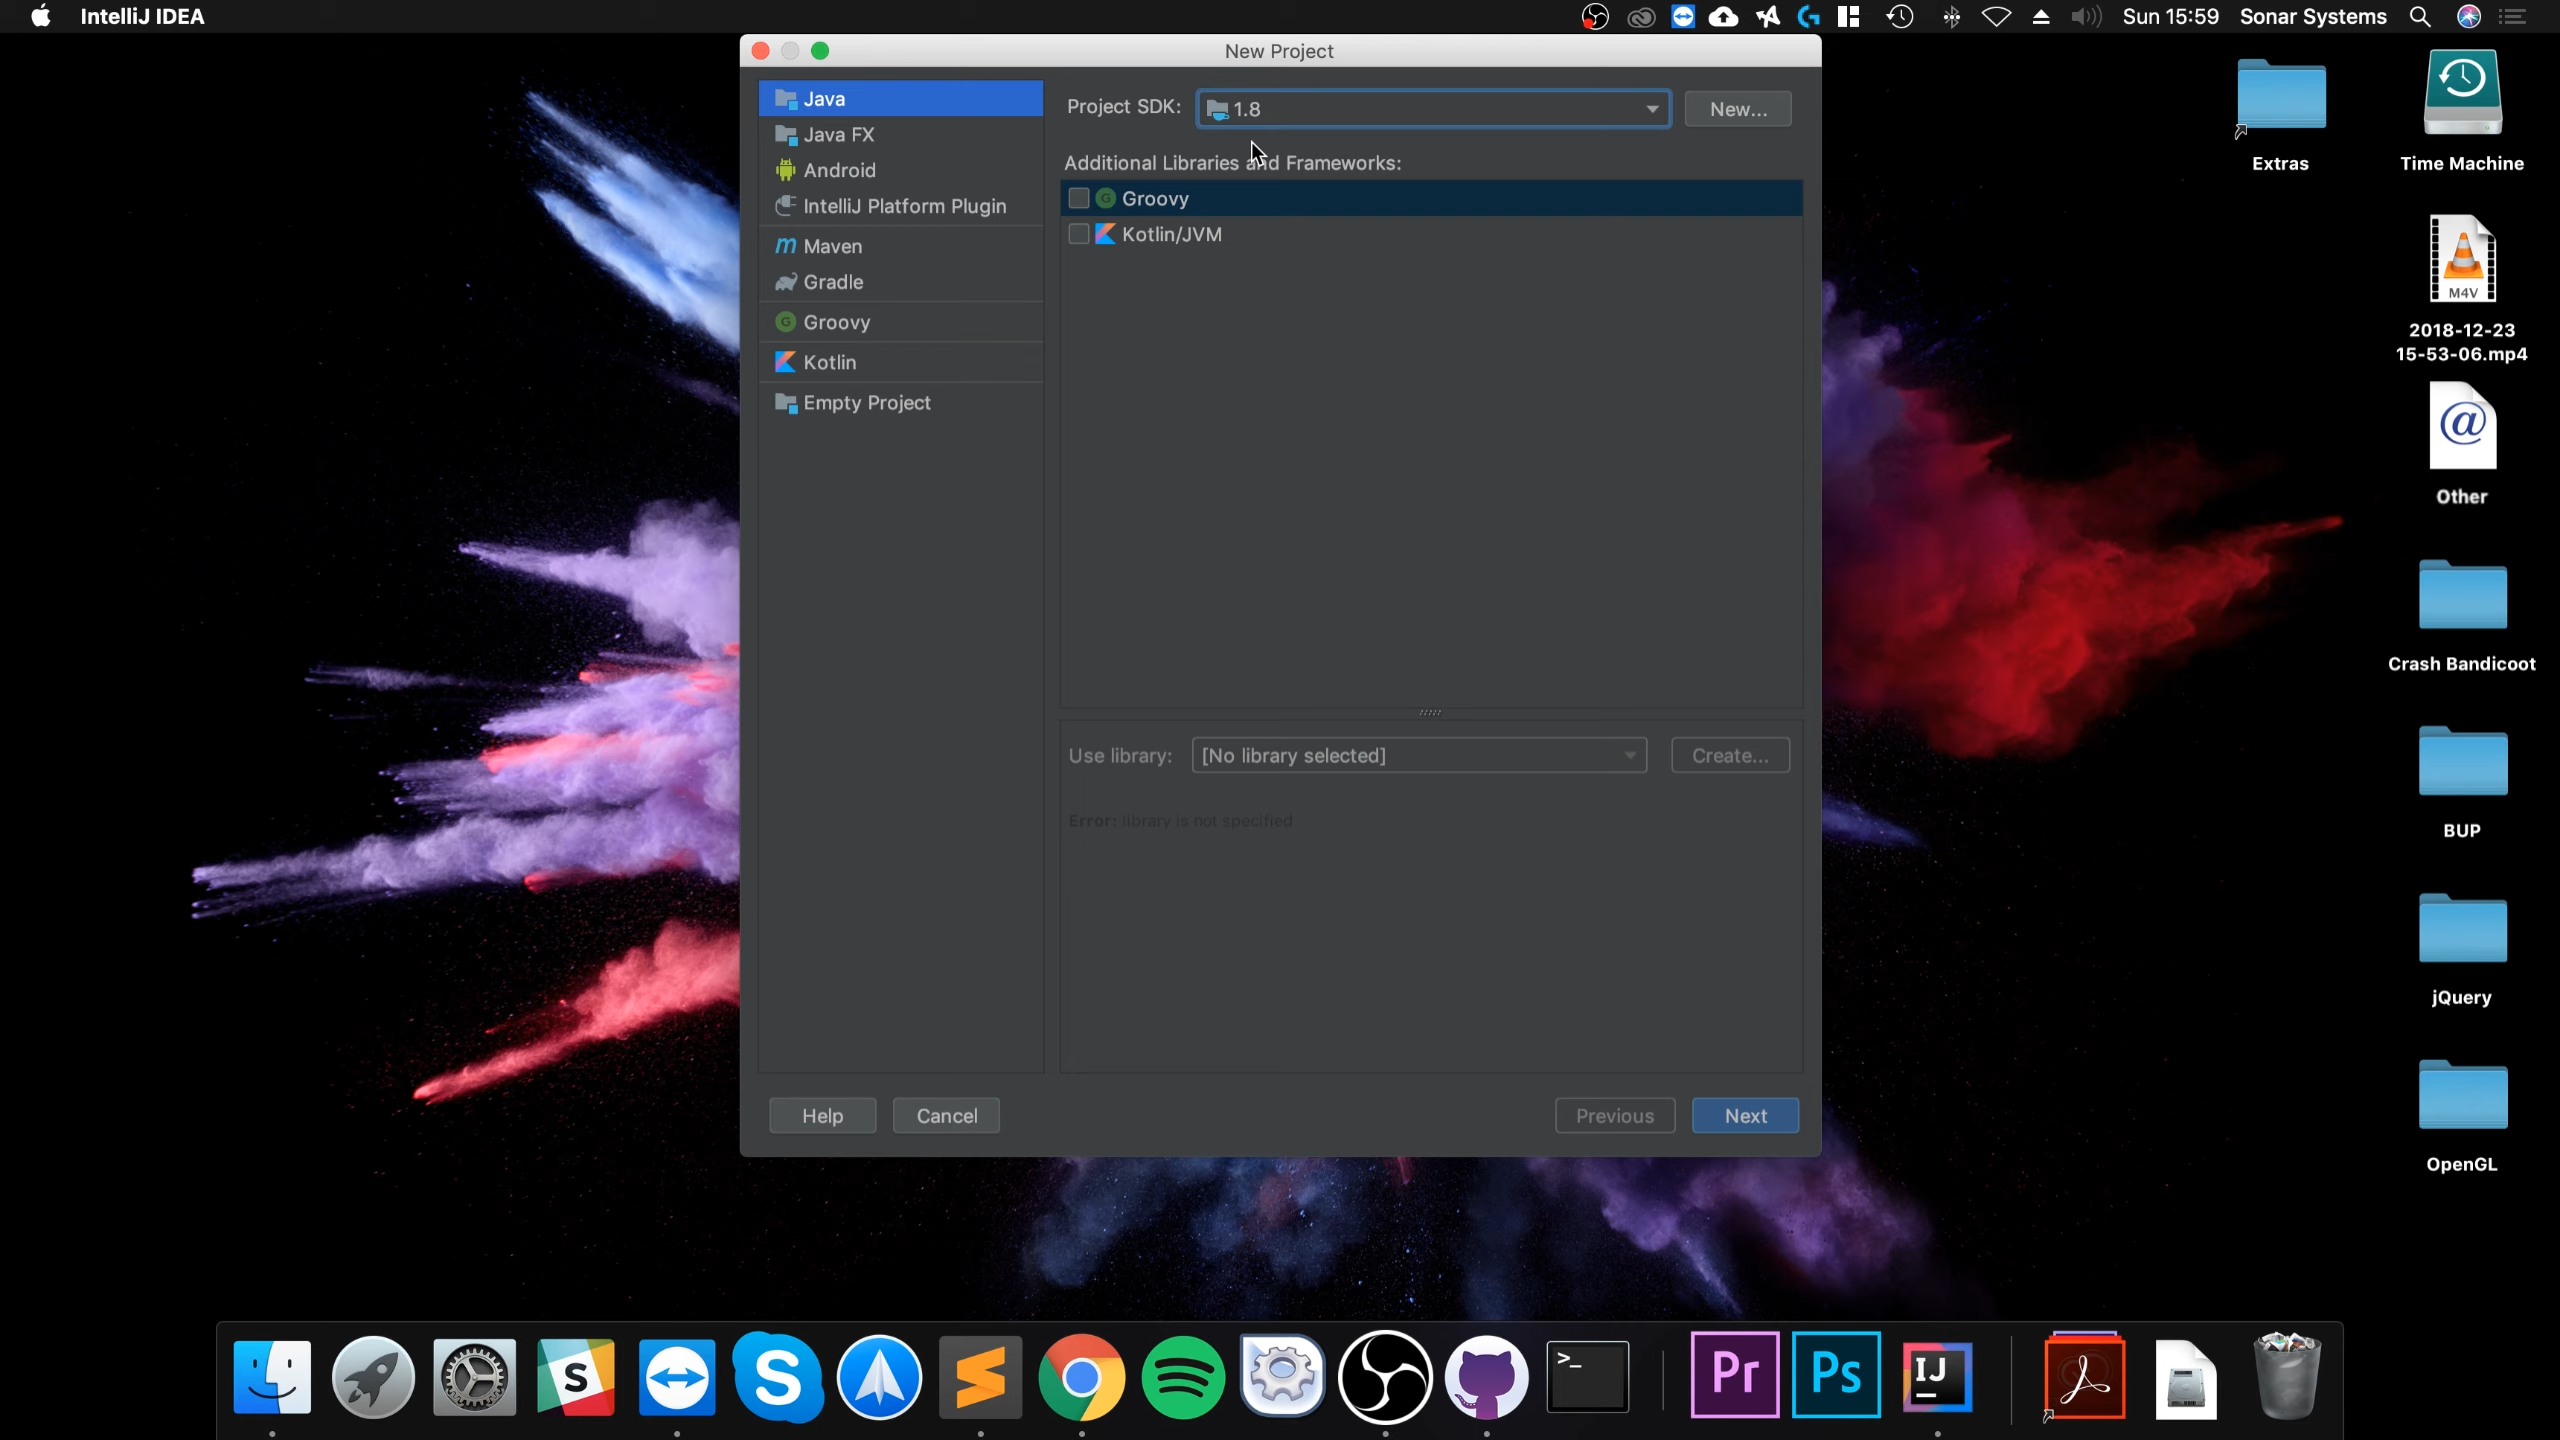 IntelliJ IDEA
Sun 15:59 Sonar Systems
New Project
Java
Java FX
Android
IntelliJ Platform Plugin
Maven
Gradle
Groovy
Kotlin
Empty Project
Project SDK: 1.8 New...
Additional Libraries and Frameworks:
Groovy
Kotlin/JVM
Use library: [No library selected] Create...
Error: library is not specified
Help Cancel Previous Next
Extras
Time Machine
M4V
2018-12-23
15-53-06.mp4
@
Other
Crash Bandicoot
BUP
jQuery
OpenGL
S
S
>_
Pr
Ps
IJ